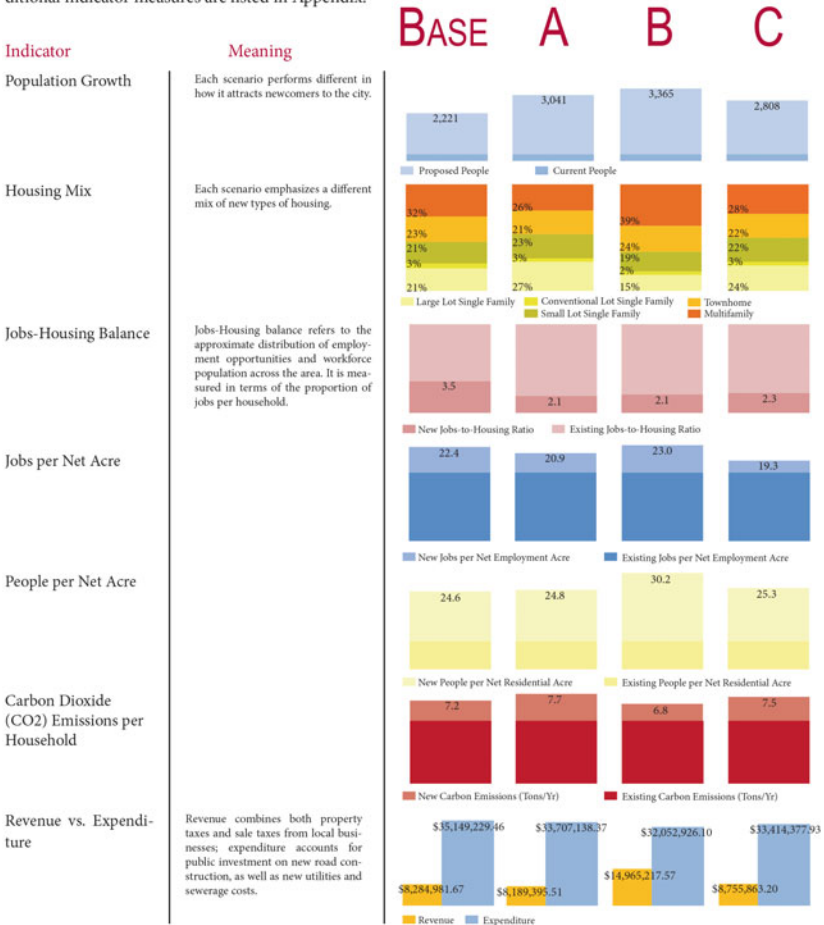 BASE A B C
Indicator Meaning
Population Growth
Each scenario performs different in
how it attracts newcomers to the city.
2,221 3,041 3,365 2,808
Proposed People Current People
Housing Mix
Each scenario emphasizes a different
mix of new types of housing.
32% 26% 39% 28%
23% 21% 24% 22%
21% 23% 19% 22%
3% 3% 2% 3%
21% 27% 15% 24%
Large Lot Single Family Conventional Lot Single Family Townhome
Small Lot Single Family Multifamily
Jobs-Housing Balance
Jobs-Housing balance refers to the
approximate distribution of employ-
ment opportunities and workforce
population across the area. It is mea-
sured in terms of the proportion of
jobs per household.
3.5 2.1 2.1 2.3
New Jobs-to-Housing Ratio Existing Jobs-to-Housing Ratio
Jobs per Net Acre
22.4 20.9 23.0 19.3
New Jobs per Net Employment Acre Existing Jobs per Net Employment Acre
People per Net Acre
24.6 24.8 30.2 25.3
New People per Net Residential Acre Existing People per Net Residential Acre
Carbon Dioxide
(CO2) Emissions per
Household
7.2 7.7 6.8 7.5
New Carbon Emissions (Tons/Yr) Existing Carbon Emissions (Tons/Yr)
Revenue vs. Expendi-
ture
Revenue combines both property
taxes and sale taxes from local busi-
nesses; expenditure accounts for
public investment on new road con-
struction, as well as new utilities and
sewerage costs.
$35,149,229.46 $33,707,138.37 $32,052,926.10 $33,414,377.93
$8,284,981.67 $8,189,395.51 $14,965,217.57 $8,755,863.20
Revenue Expenditure